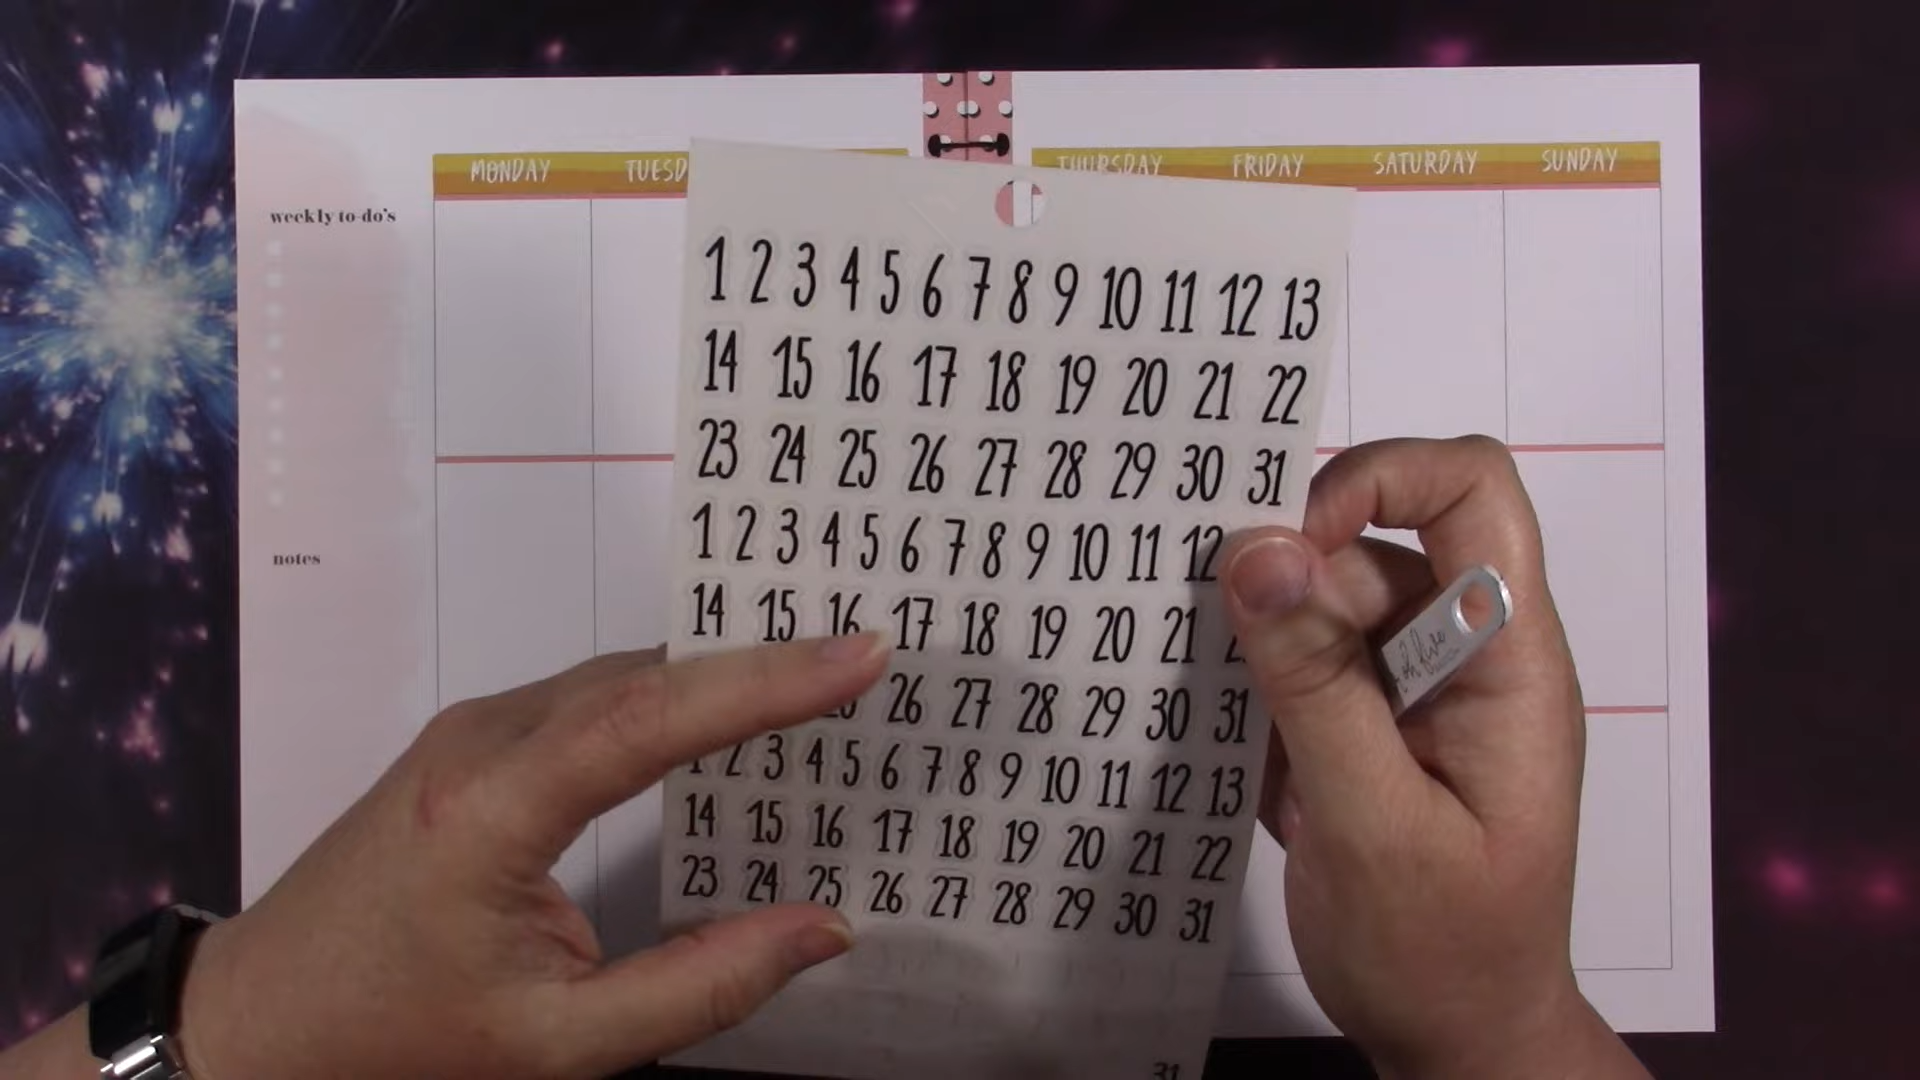 MONDAY TUESD THURSDAY FRIDAY SATURDAY SUNDAY
weekly to-do's
notes
1 2 3 4 5 6 7 8 9 10 11 12 13
14 15 16 17 18 19 20 21 22
23 24 25 26 27 28 29 30 31
1 2 3 4 5 6 7 8 9 10 11 12
14 15 16 17 18 19 20 21
26 27 28 29 30 31
1 2 3 4 5 6 7 8 9 10 11 12 13
14 15 16 17 18 19 20 21 22
23 24 25 26 27 28 29 30 31
31